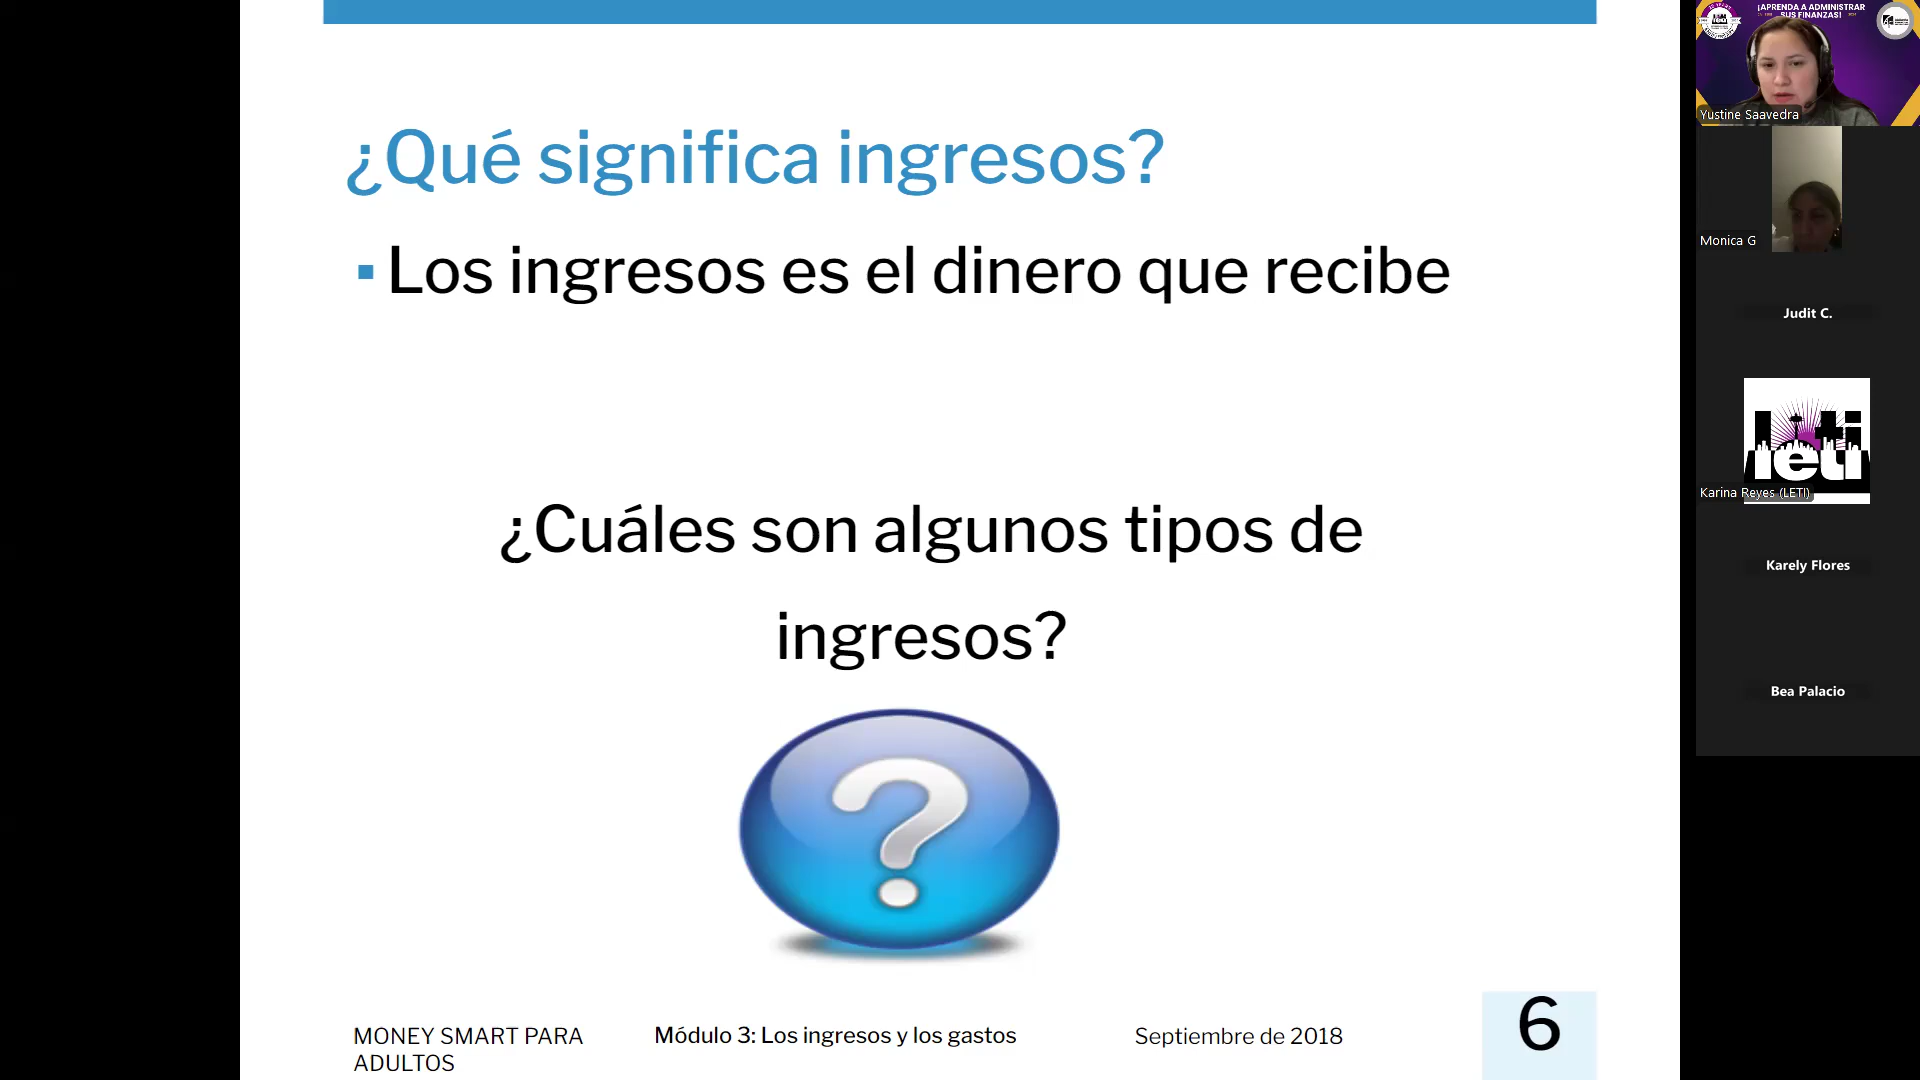 ¿Qué significa ingresos?
▪ Los ingresos es el dinero que recibe
¿Cuáles son algunos tipos de
ingresos?
MONEY SMART PARA
ADULTOS
Módulo 3: Los ingresos y los gastos
Septiembre de 2018
6
¡APRENDA A ADMINISTRAR
SUS FINANZAS!
Yustine Saavedra
Monica G
Judit C.
leti
Karina Reyes (LETI)
Karely Flores
Bea Palacio